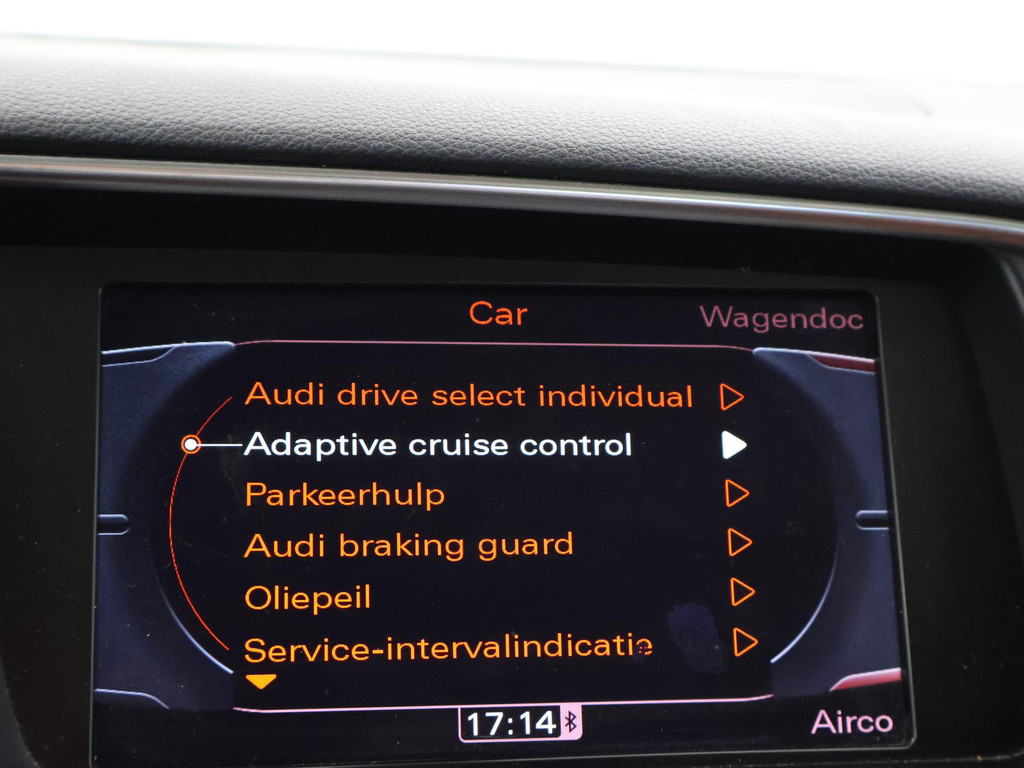 Car
Wagendoc
Audi drive select individual
Adaptive cruise control
Parkeerhulp
Audi braking guard
Oliepeil
Service-intervalindicatie
17:14
Airco